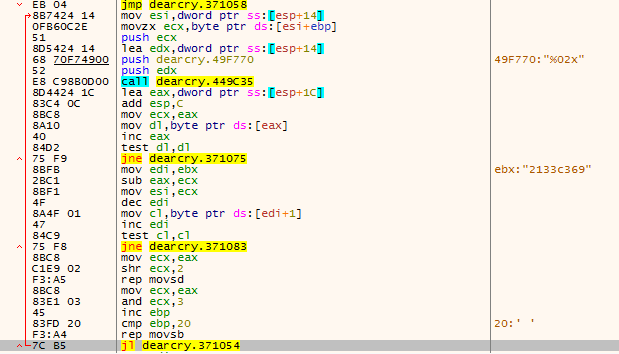 EB 04 jmp dearcry.371058
8B7424 14 mov esi,dword ptr ss:[esp+14]
0FB60C2E movzx ecx,byte ptr ds:[esi+ebp]
51 push ecx
8D5424 14 lea edx,dword ptr ss:[esp+14]
68 70F74900 push dearcry.49F770 49F770:"%02x"
52 push edx
E8 C98B0D00 call dearcry.449C35
8D4424 1C lea eax,dword ptr ss:[esp+1C]
83C4 0C add esp,C
8BC8 mov ecx,eax
8A10 mov dl,byte ptr ds:[eax]
40 inc eax
84D2 test dl,dl
75 F9 jne dearcry.371075
8BFB mov edi,ebx ebx:"2133c369"
2BC1 sub eax,ecx
8BF1 mov esi,ecx
4F dec edi
8A4F 01 mov cl,byte ptr ds:[edi+1]
47 inc edi
84C9 test cl,cl
75 F8 jne dearcry.371083
8BC8 mov ecx,eax
C1E9 02 shr ecx,2
F3:A5 rep movsd
8BC8 mov ecx,eax
83E1 03 and ecx,3
45 inc ebp
83FD 20 cmp ebp,20 20:' '
F3:A4 rep movsb
7C B5 jl dearcry.371054